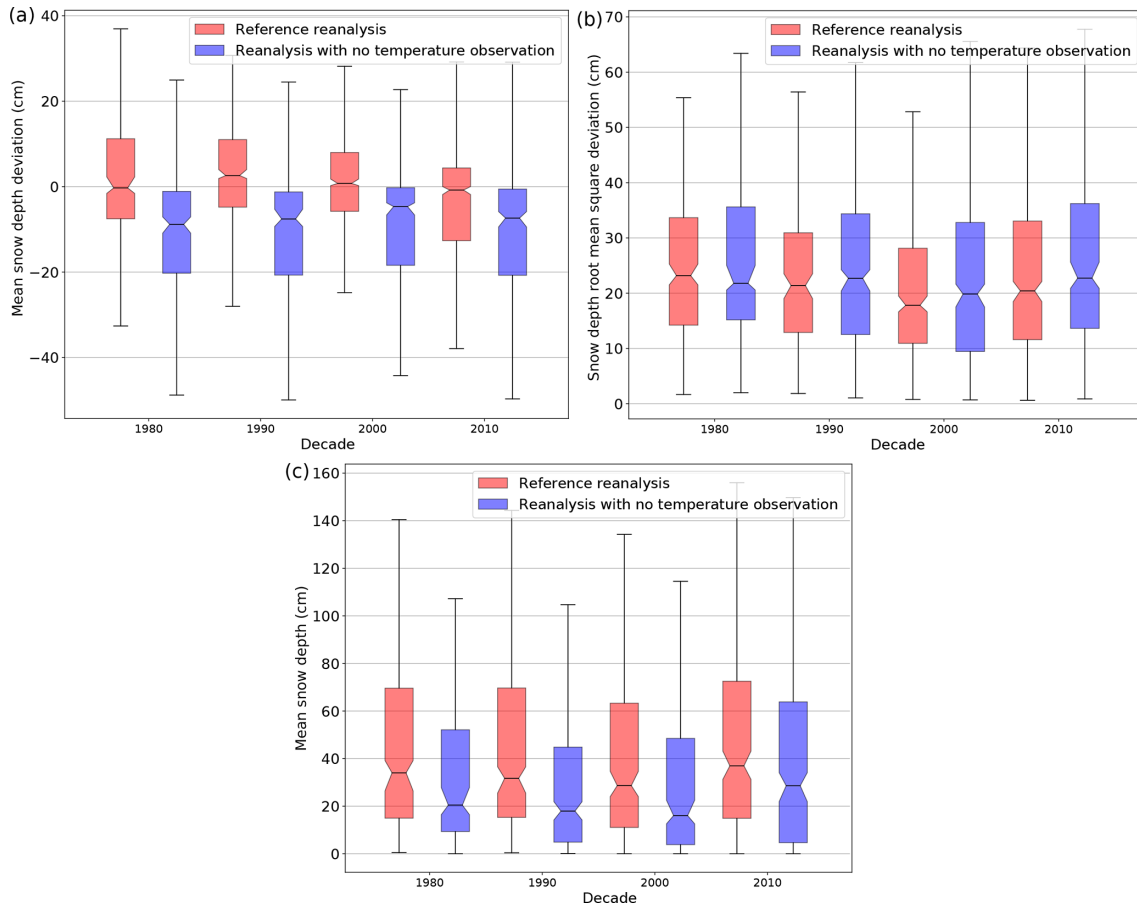 (a)
Mean snow depth deviation (cm)
40
20
0
−20
−40
Reference reanalysis
Reanalysis with no temperature observation
1980
1990
2000
2010
Decade
(b)
Snow depth root mean square deviation (cm)
70
60
50
40
30
20
10
0
Reference reanalysis
Reanalysis with no temperature observation
1980
1990
2000
2010
Decade
(c)
Mean snow depth (cm)
160
140
120
100
80
60
40
20
0
Reference reanalysis
Reanalysis with no temperature observation
1980
1990
2000
2010
Decade